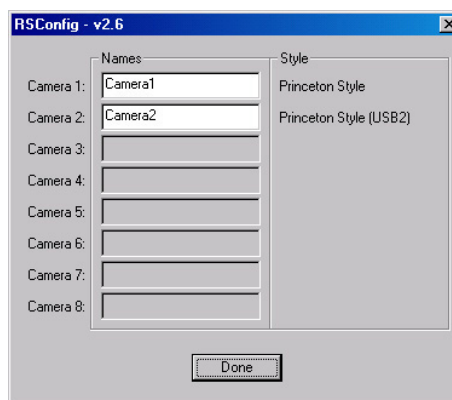 RSConfig - v2.6
Names Style
Camera 1: Camera1 Princeton Style
Camera 2: Camera2 Princeton Style (USB2)
Camera 3:
Camera 4:
Camera 5:
Camera 6:
Camera 7:
Camera 8:
Done